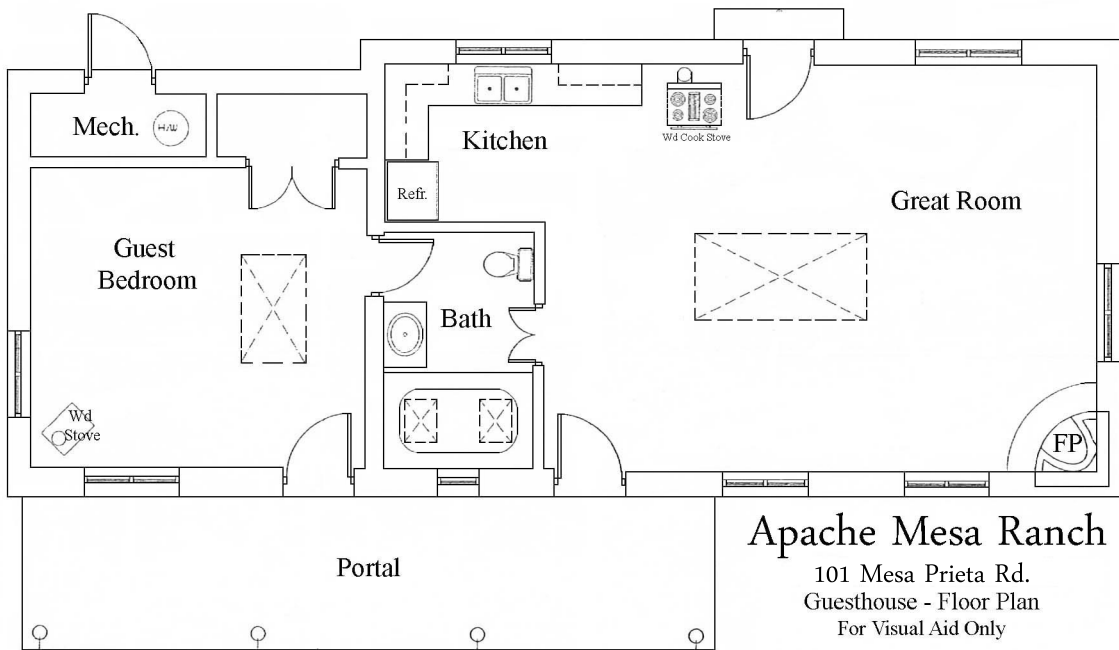 Mech.
H/W
Kitchen
Wd Cook Stove
Refr.
Great Room
Guest
Bedroom
Bath
Wd
Stove
FP
Portal
Apache Mesa Ranch
101 Mesa Prieta Rd.
Guesthouse - Floor Plan
For Visual Aid Only